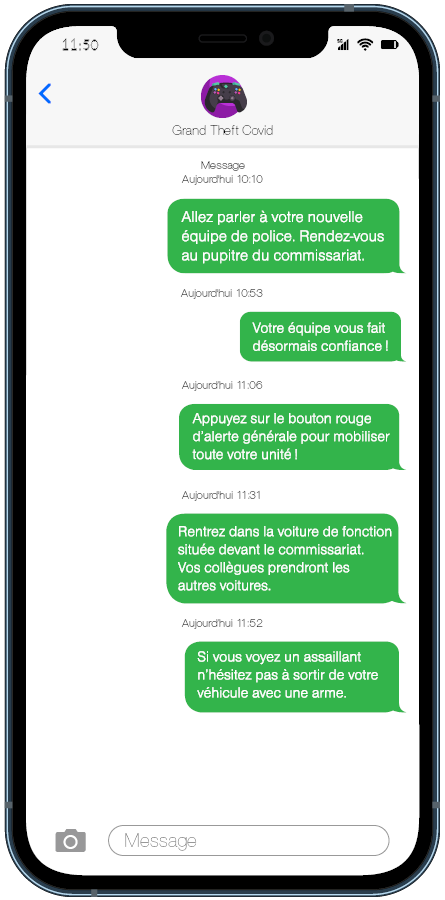 11:50
5G
Grand Theft Covid
Message
Aujourd'hui 10:10
Allez parler à votre nouvelle
équipe de police. Rendez-vous
au pupitre du commissariat.
Aujourd'hui 10:53
Votre équipe vous fait
désormais confiance !
Aujourd'hui 11:06
Appuyez sur le bouton rouge
d'alerte générale pour mobiliser
toute votre unité !
Aujourd'hui 11:31
Rentrez dans la voiture de fonction
située devant le commissariat.
Vos collègues prendront les
autres voitures.
Aujourd'hui 11:52
Si vous voyez un assaillant
n'hésitez pas à sortir de votre
véhicule avec une arme.
Message